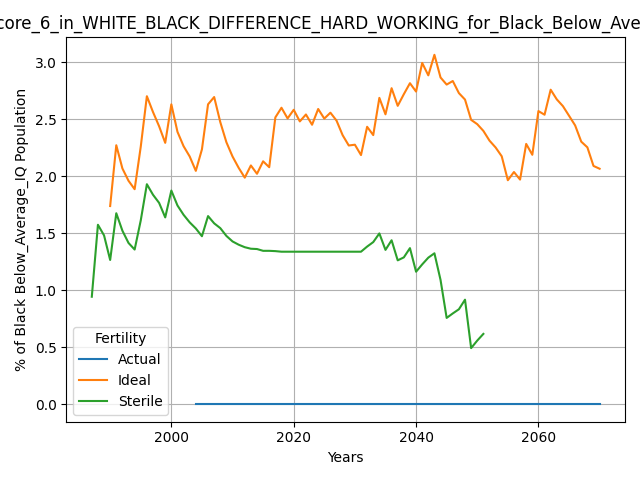 core_6_in_WHITE_BLACK_DIFFERENCE_HARD_WORKING_for_Black_Below_Ave
% of Black Below_Average_IQ Population
3.0
2.5
2.0
1.5
1.0
0.5
0.0
Fertility
Actual
Ideal
Sterile
2000
2020
2040
2060
Years